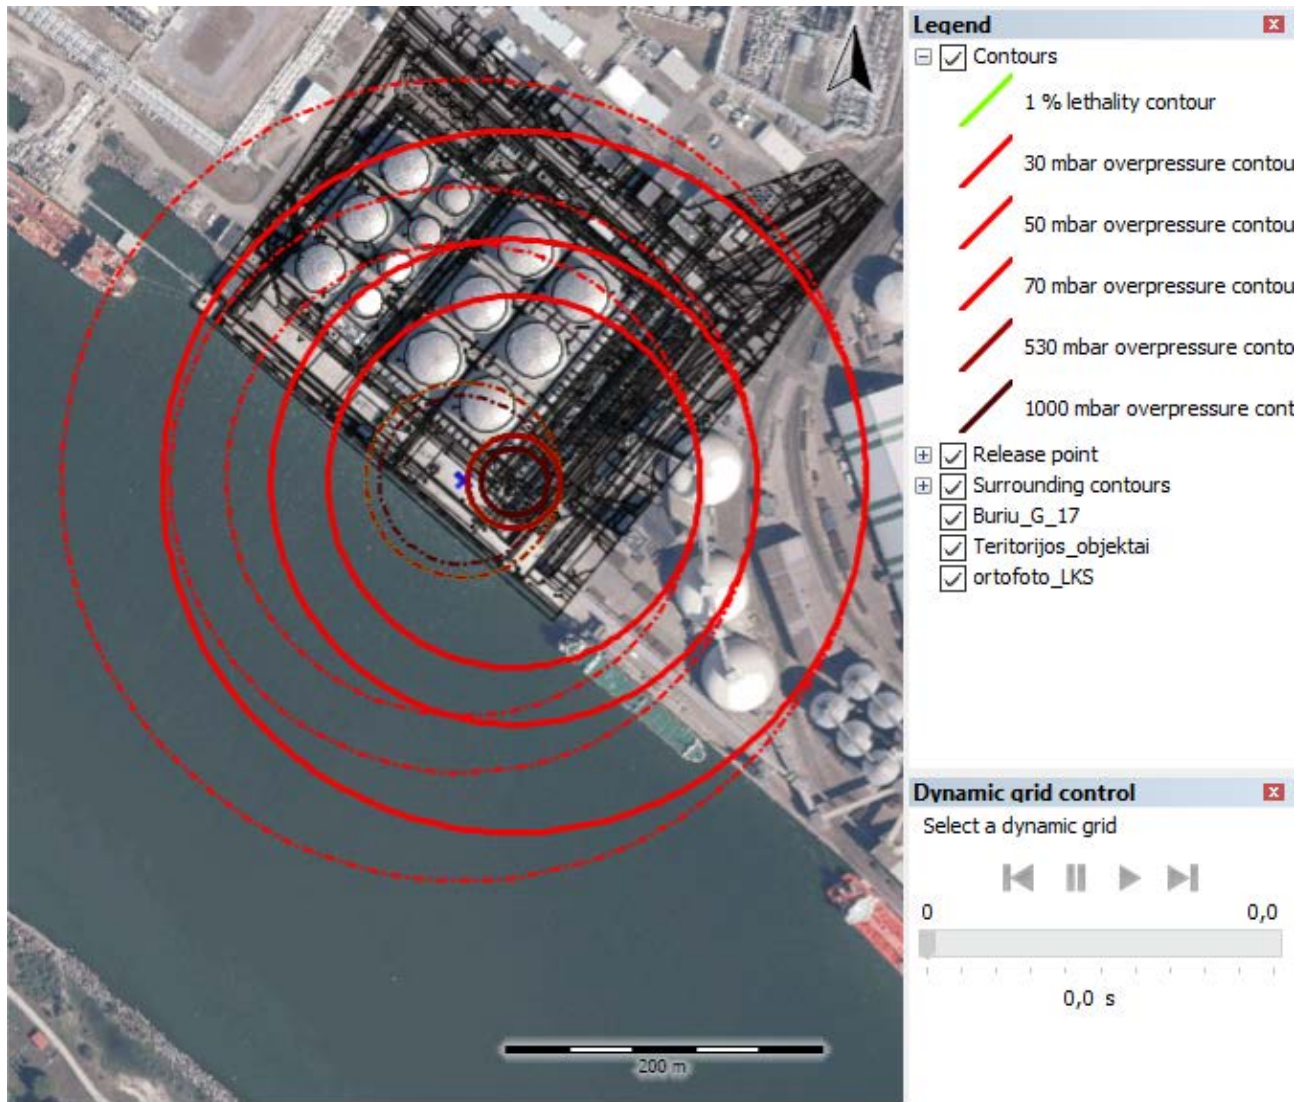 Legend
Contours
1 % lethality contour
30 mbar overpressure contou
50 mbar overpressure contou
70 mbar overpressure contou
530 mbar overpressure conto
1000 mbar overpressure cont
Release point
Surrounding contours
Buriu_G_17
Teritorijos_objektai
ortofoto_LKS
Dynamic grid control
Select a dynamic grid
0 0,0
0,0 s
200 m